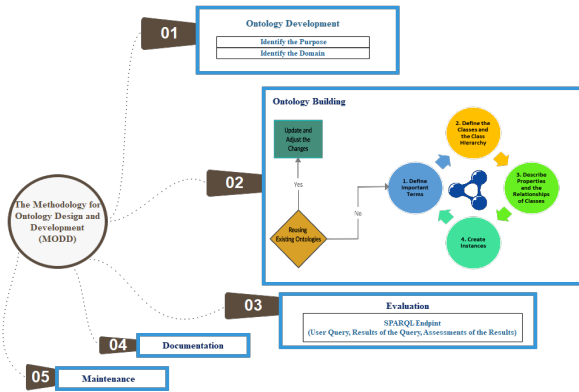 01
Ontology Development
Identify the Purpose
Identify the Domain
02
Ontology Building
Update and
Adjust the
Changes
Yes
Reusing
Existing Ontologies
No
1. Define
Important
Terms
2. Define the
Classes and
the Class
Hierarchy
3. Describe
Properties
and the
Relationships
of Classes
4. Create
Instences
The Methodology for
Ontology Design and
Development
(MODD)
03
Evaluation
SPARQL Endpint
(User Query, Results of the Query, Assessments of the Results)
04
Documentation
05
Maintenance